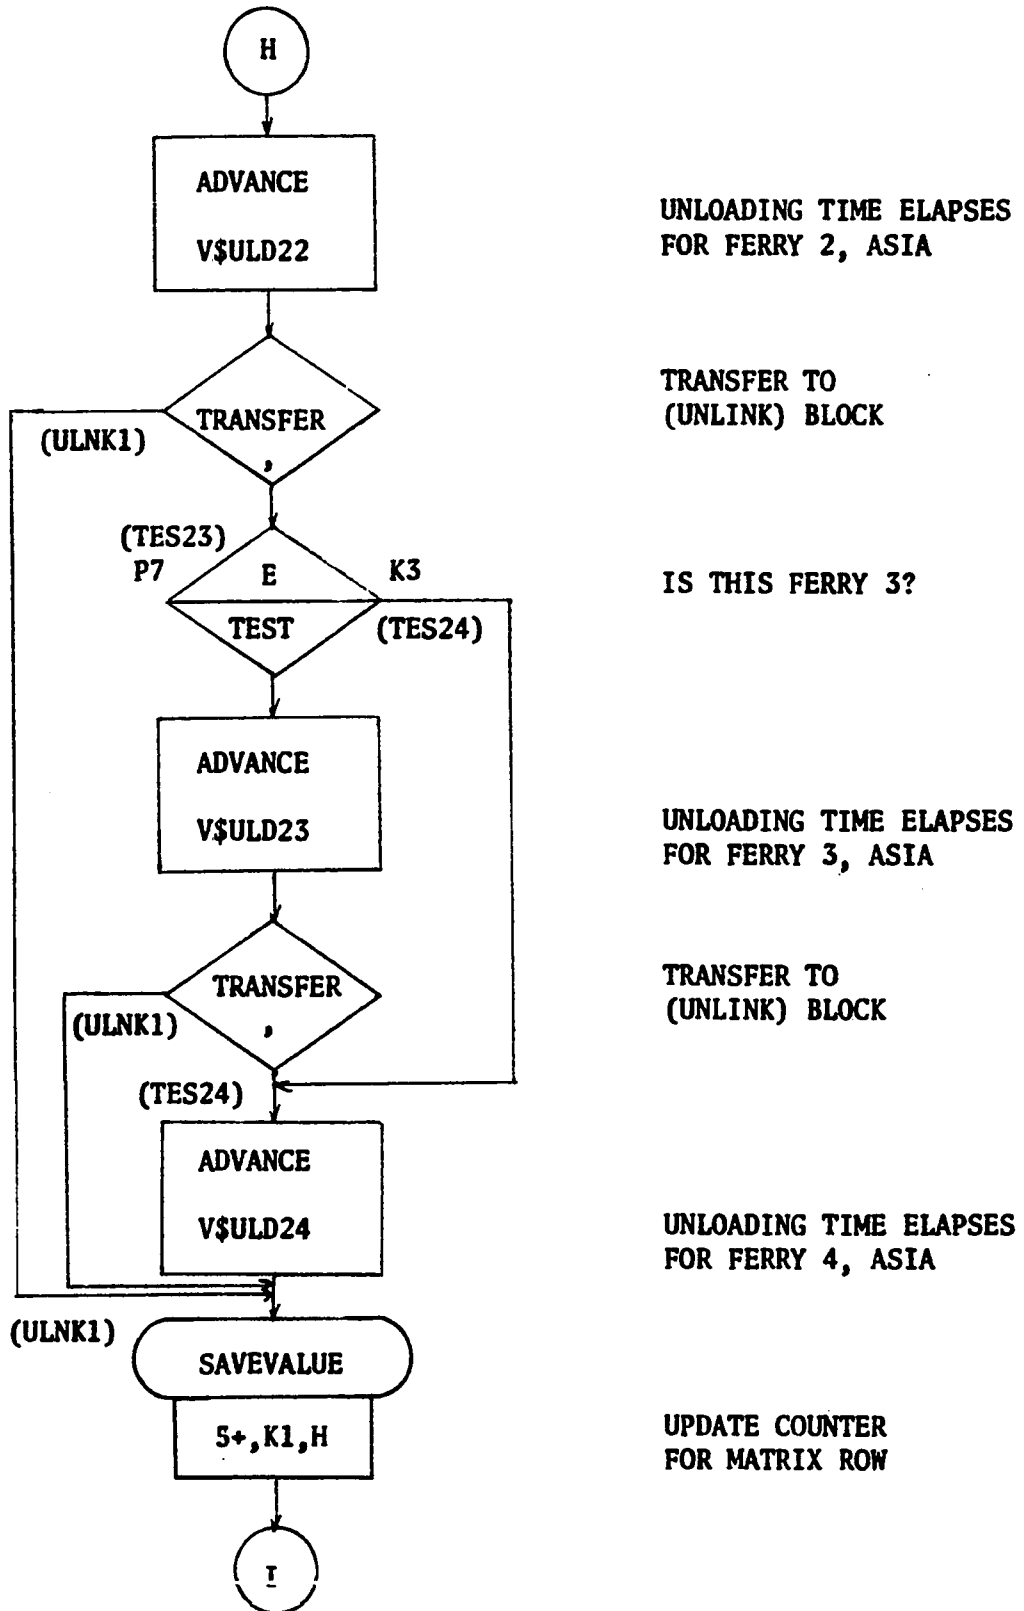 H
ADVANCE
V$ULD22
UNLOADING TIME ELAPSES
FOR FERRY 2, ASIA
TRANSFER
,
(ULNK1)
TRANSFER TO
(UNLINK) BLOCK
(TES23)
P7
E
K3
TEST
(TES24)
IS THIS FERRY 3?
ADVANCE
V$ULD23
UNLOADING TIME ELAPSES
FOR FERRY 3, ASIA
TRANSFER
,
(ULNK1)
TRANSFER TO
(UNLINK) BLOCK
(TES24)
ADVANCE
V$ULD24
UNLOADING TIME ELAPSES
FOR FERRY 4, ASIA
(ULNK1)
SAVEVALUE
5+,K1,H
UPDATE COUNTER
FOR MATRIX ROW
I